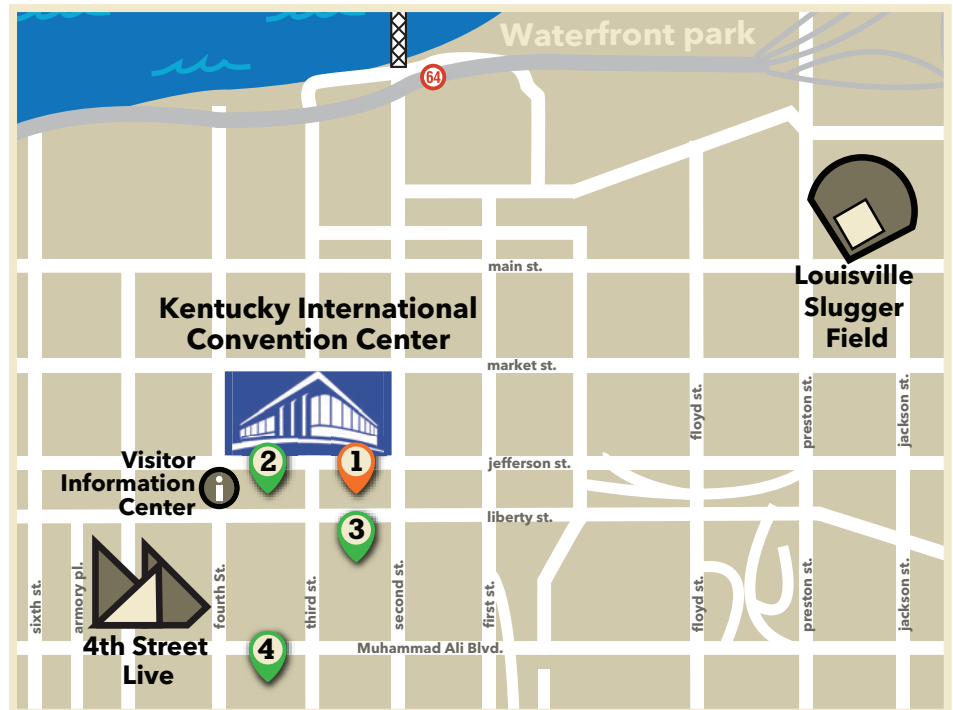 Waterfront park
64
main st.
Louisville
Slugger
Field
Kentucky International
Convention Center
market st.
floyd st.
preston st.
jackson st.
Visitor
Information
Center
i
2
1
jefferson st.
3
liberty st.
sixth st.
armory pl.
fourth St.
third st.
second st.
first st.
floyd st.
preston st.
jackson st.
4th Street
Live
4
Muhammad Ali Blvd.